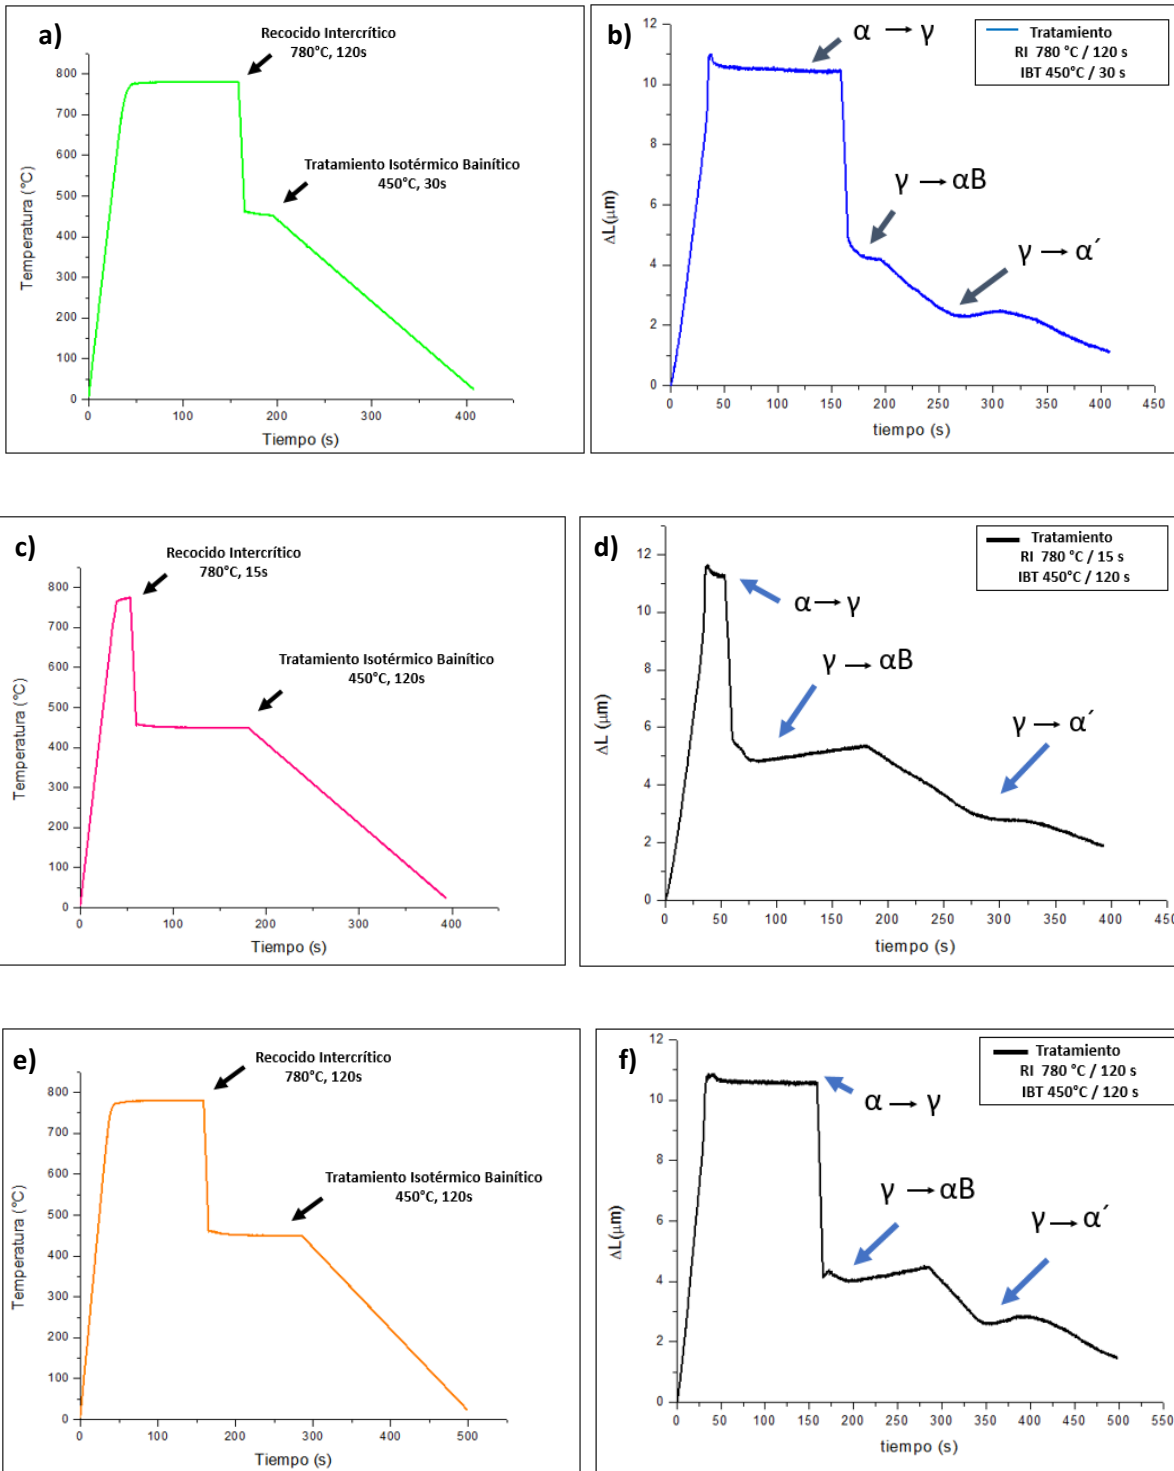 a)
Recocido Intercrítico
780°C, 120s
Tratamiento Isotérmico Bainítico
450°C, 30s
Temperatura (°C)
800
700
600
500
400
300
200
100
0
0 100 200 300 400
Tiempo (s)
b)
α → γ
Tratamiento
RI 780 °C / 120 s
IBT 450°C / 30 s
γ → αB
γ → α´
ΔL(μm)
12
10
8
6
4
2
0
0 50 100 150 200 250 300 350 400 450
tiempo (s)
c)
Recocido Intercrítico
780°C, 15s
Tratamiento Isotérmico Bainítico
450°C, 120s
Temperatura (°C)
800
700
600
500
400
300
200
100
0
0 100 200 300 400
Tiempo (s)
d)
Tratamiento
RI 780 °C / 15 s
IBT 450°C / 120 s
α → γ
γ → αB
γ → α´
ΔL (μm)
12
10
8
6
4
2
0
0 50 100 150 200 250 300 350 400 450
tiempo (s)
e)
Recocido Intercrítico
780°C, 120s
Tratamiento Isotérmico Bainítico
450°C, 120s
Temperatura (°C)
800
700
600
500
400
300
200
100
0
0 100 200 300 400 500
Tiempo (s)
f)
Tratamiento
RI 780 °C / 120 s
IBT 450°C / 120 s
α → γ
γ → αB
γ → α´
ΔL(μm)
12
10
8
6
4
2
0
0 50 100 150 200 250 300 350 400 450 500 550
tiempo (s)